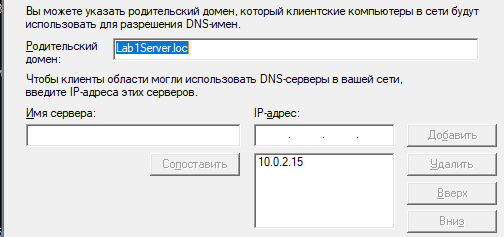 Вы можете указать родительский домен, который клиентские компьютеры в сети будут
использовать для разрешения DNS-имен.
Родительский
домен:
Lab1Server.loc
Чтобы клиенты области могли использовать DNS-серверы в вашей сети,
введите IP-адреса этих серверов.
Имя сервера:
IP-адрес:
. . .
Добавить
Сопоставить
10.0.2.15
Удалить
Вверх
Вниз